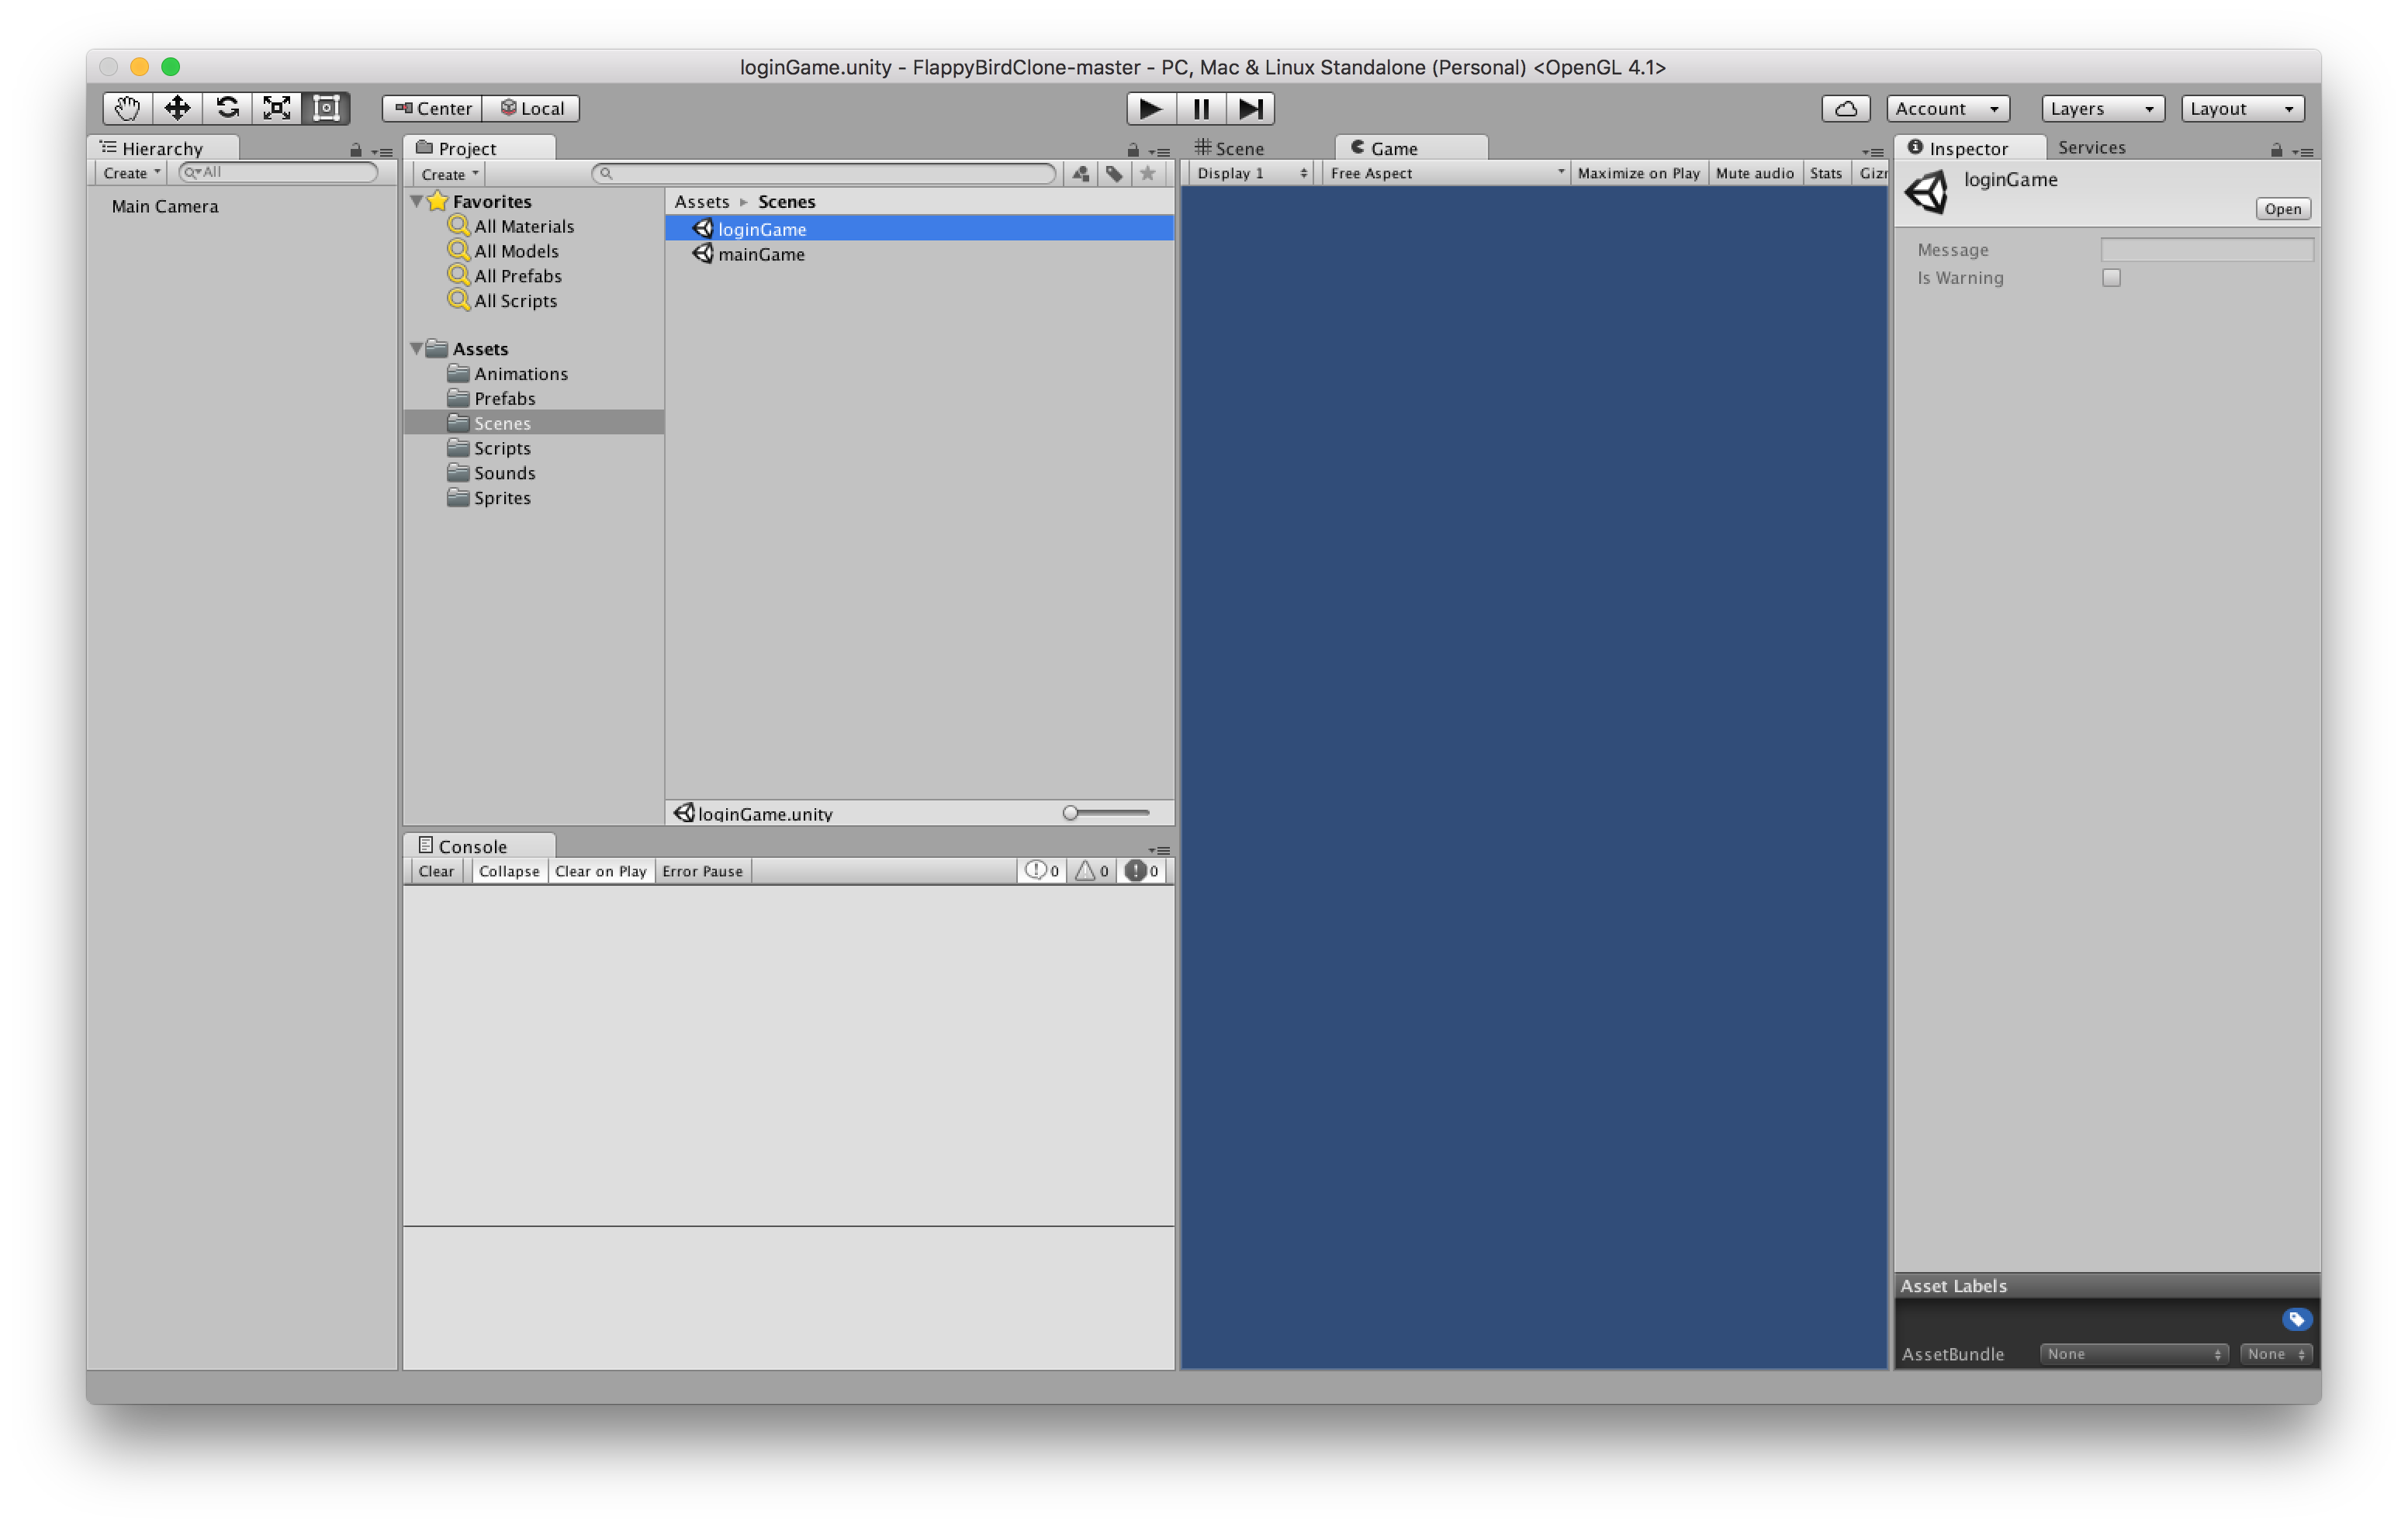 loginGame.unity - FlappyBirdClone-master - PC, Mac & Linux Standalone (Personal) <OpenGL 4.1>
Center Local Account Layers Layout
Hierarchy
Create All
Main Camera
Project
Create
Favorites
All Materials
All Models
All Prefabs
All Scripts
Assets
Animations
Prefabs
Scenes
Scripts
Sounds
Sprites
Assets Scenes
loginGame
mainGame
loginGame.unity
Console
Clear Collapse Clear on Play Error Pause 0 0 0
Scene Game
Display 1 Free Aspect Maximize on Play Mute audio Stats Giz
Inspector Services
loginGame
Open
Message
Is Warning
Asset Labels
AssetBundle None None